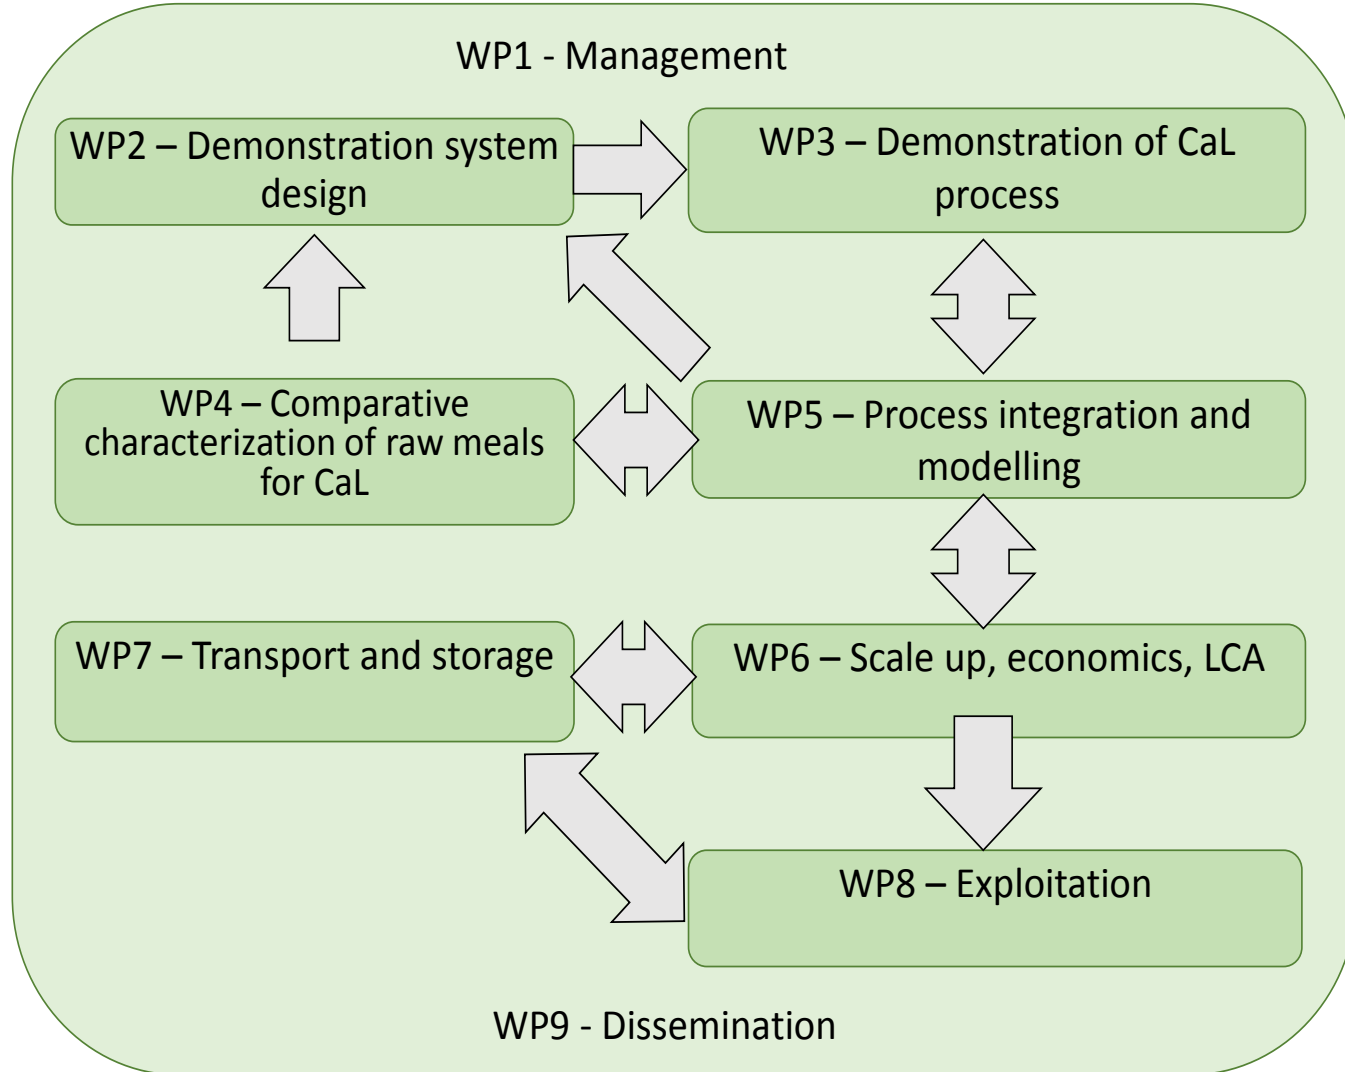 WP1 - Management
WP2 – Demonstration system
design
WP3 – Demonstration of CaL
process
WP4 – Comparative
characterization of raw meals
for CaL
WP5 – Process integration and
modelling
WP7 – Transport and storage
WP6 – Scale up, economics, LCA
WP8 – Exploitation
WP9 - Dissemination